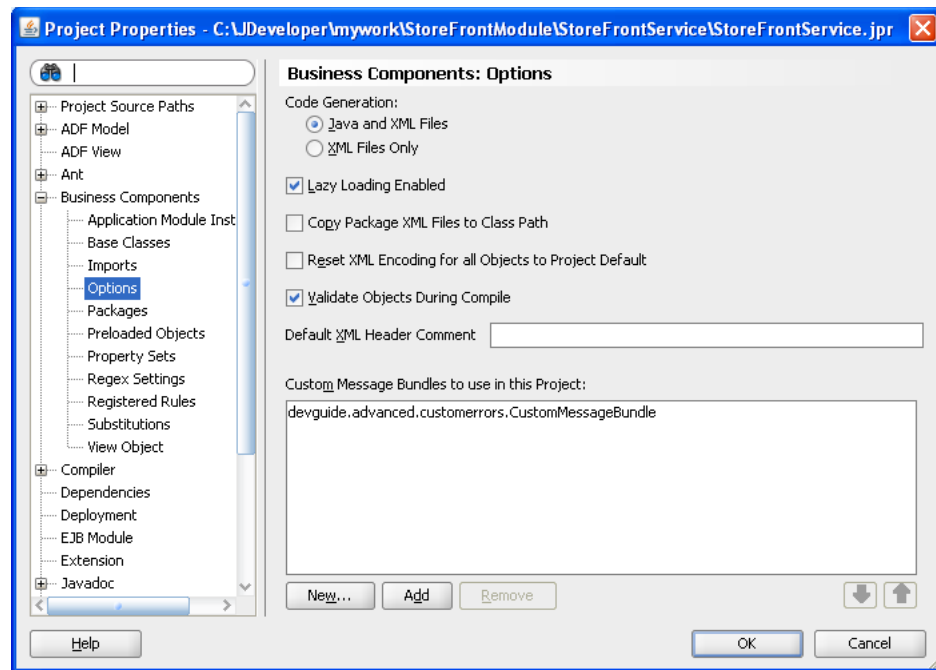 Project Properties - C:\JDeveloper\mywork\StoreFrontModule\StoreFrontService\StoreFrontService.jpr
Project Source Paths
ADF Model
ADF View
Ant
Business Components
Application Module Inst
Base Classes
Imports
Options
Packages
Preloaded Objects
Property Sets
Regex Settings
Registered Rules
Substitutions
View Object
Compiler
Dependencies
Deployment
EJB Module
Extension
Javadoc
Business Components: Options
Code Generation:
Java and XML Files
XML Files Only
Lazy Loading Enabled
Copy Package XML Files to Class Path
Reset XML Encoding for all Objects to Project Default
Validate Objects During Compile
Default XML Header Comment
Custom Message Bundles to use in this Project:
devguide.advanced.customerrors.CustomMessageBundle
New... Add Remove
Help OK Cancel